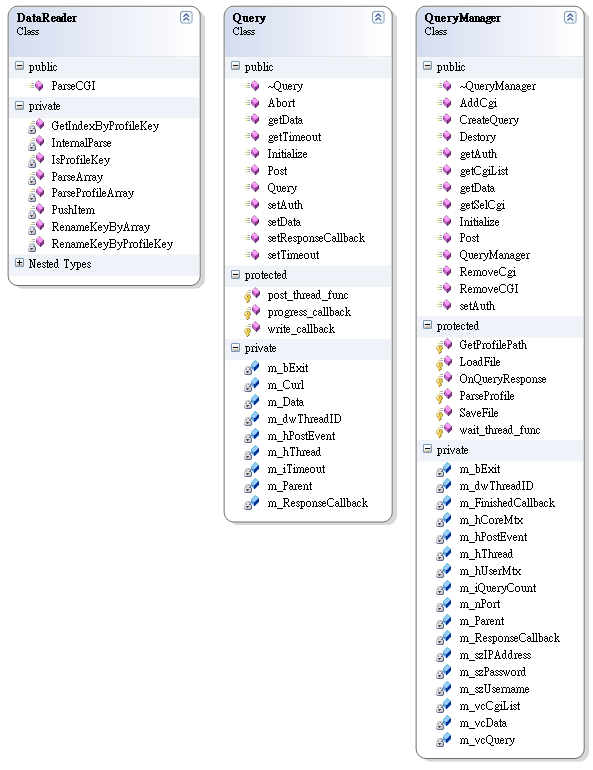 DataReader
Class
public
ParseCGI
private
GetIndexByProfileKey
InternalParse
IsProfileKey
ParseArray
ParseProfileArray
PushItem
RenameKeyByArray
RenameKeyByProfileKey
Nested Types
Query
Class
public
~Query
Abort
getData
getTimeout
Initialize
Post
Query
setAuth
setData
setResponseCallback
setTimeout
protected
post_thread_func
progress_callback
write_callback
private
m_bExit
m_Curl
m_Data
m_dwThreadID
m_hPostEvent
m_hThread
m_iTimeout
m_Parent
m_ResponseCallback
QueryManager
Class
public
~QueryManager
AddCgi
CreateQuery
Destory
getAuth
getCgiList
getData
getSelCgi
Initialize
Post
QueryManager
RemoveCgi
RemoveCGI
setAuth
protected
GetProfilePath
LoadFile
OnQueryResponse
ParseProfile
SaveFile
wait_thread_func
private
m_bExit
m_dwThreadID
m_FinishedCallback
m_hCoreMtx
m_hPostEvent
m_hThread
m_hUserMtx
m_iQueryCount
m_nPort
m_Parent
m_ResponseCallback
m_szIPAddress
m_szPassword
m_szUsername
m_vcCgiList
m_vcData
m_vcQuery